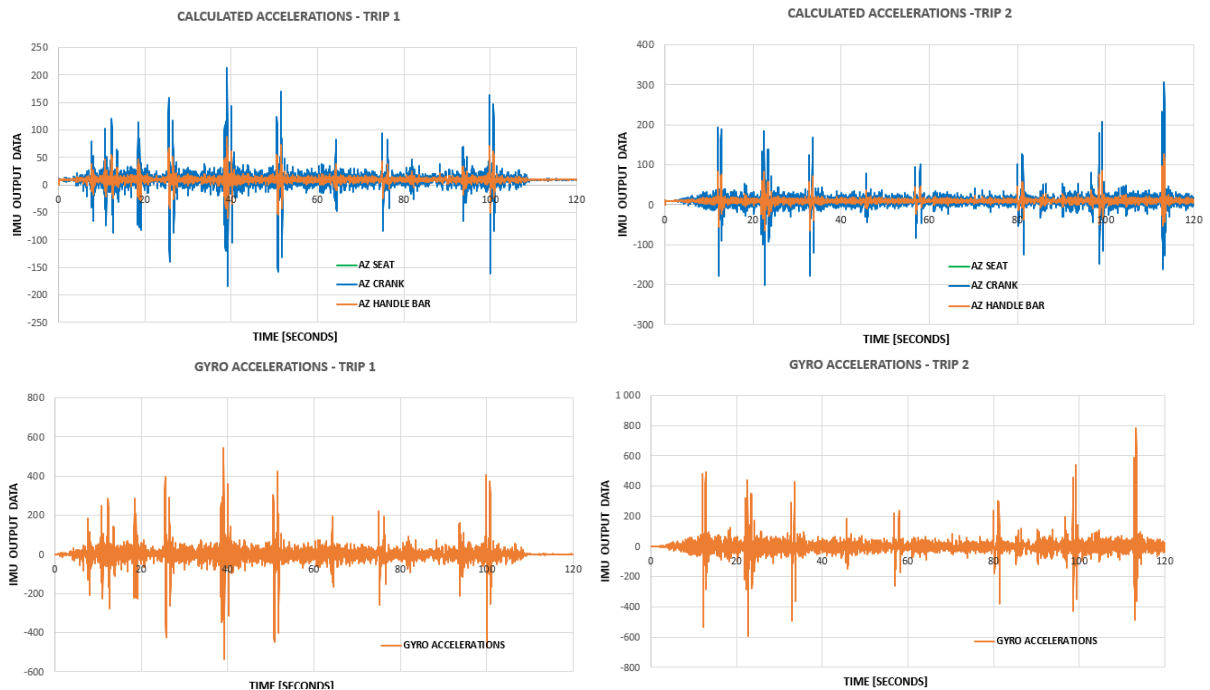 CALCULATED ACCELERATIONS - TRIP 1
250
200
150
100
50
0
-50
-100
-150
-200
-250
0 20 40 60 80 100 120
IMU OUTPUT DATA
AZ SEAT
AZ CRANK
AZ HANDLE BAR
TIME [SECONDS]
CALCULATED ACCELERATIONS -TRIP 2
400
300
200
100
0
-100
-200
-300
0 20 40 60 80 100 120
IMU OUTPUT DATA
AZ SEAT
AZ CRANK
AZ HANDLE BAR
TIME [SECONDS]
GYRO ACCELERATIONS - TRIP 1
800
600
400
200
0
-200
-400
-600
0 20 40 60 80 100 120
IMU OUTPUT DATA
GYRO ACCELERATIONS
TIME [SECONDS]
GYRO ACCELERATIONS - TRIP 2
1 000
800
600
400
200
0
-200
-400
-600
-800
0 20 40 60 80 100 120
IMU OUTPUT DATA
GYRO ACCELERATIONS
TIME [SECONDS]